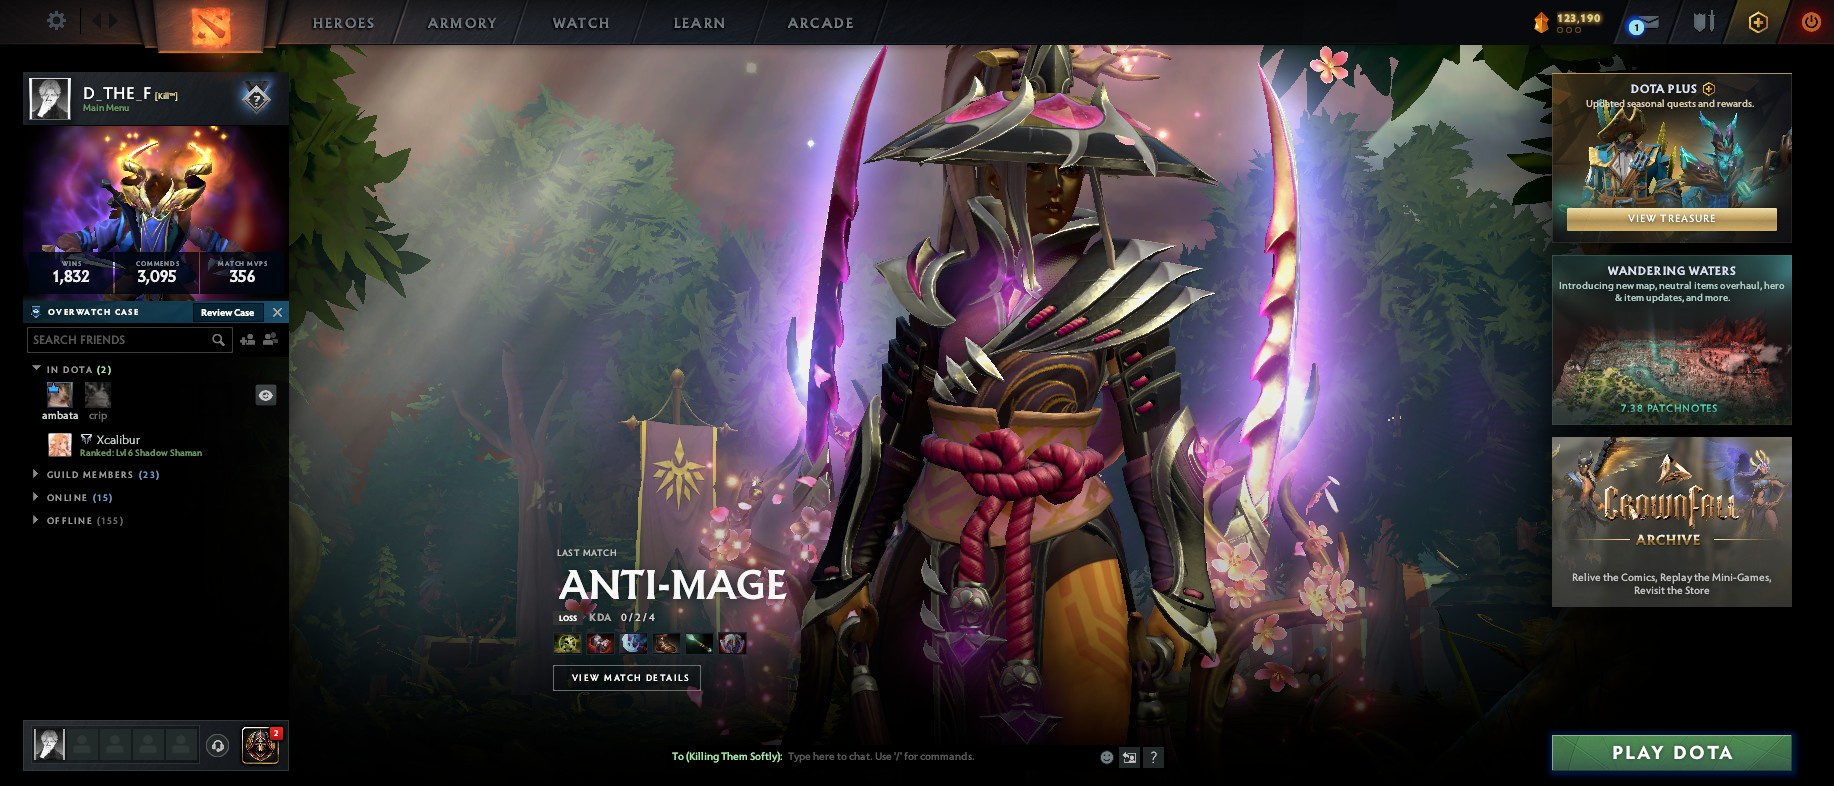 HEROES
ARMORY
WATCH
LEARN
ARCADE
123,190
1
D_THE_F [Kill™]
Main Menu
?
WINS
1,832
COMMENDS
3,095
MATCH MVPS
356
OVERWATCH CASE
Review Case
SEARCH FRIENDS
IN DOTA (2)
ambata
crip
Xcalibur
Ranked: Lvl 6 Shadow Shaman
GUILD MEMBERS (23)
ONLINE (15)
OFFLINE (155)
2
LAST MATCH
ANTI-MAGE
LOSS KDA 0/2/4
VIEW MATCH DETAILS
To (Killing Them Softly): Type here to chat. Use '/' for commands.
?
DOTA PLUS
Updated seasonal quests and rewards.
VIEW TREASURE
WANDERING WATERS
Introducing new map, neutral items overhaul, hero
& item updates, and more.
7.38 PATCHNOTES
CROWNFALL
ARCHIVE
Relive the Comics, Replay the Mini-Games,
Revisit the Store
PLAY DOTA